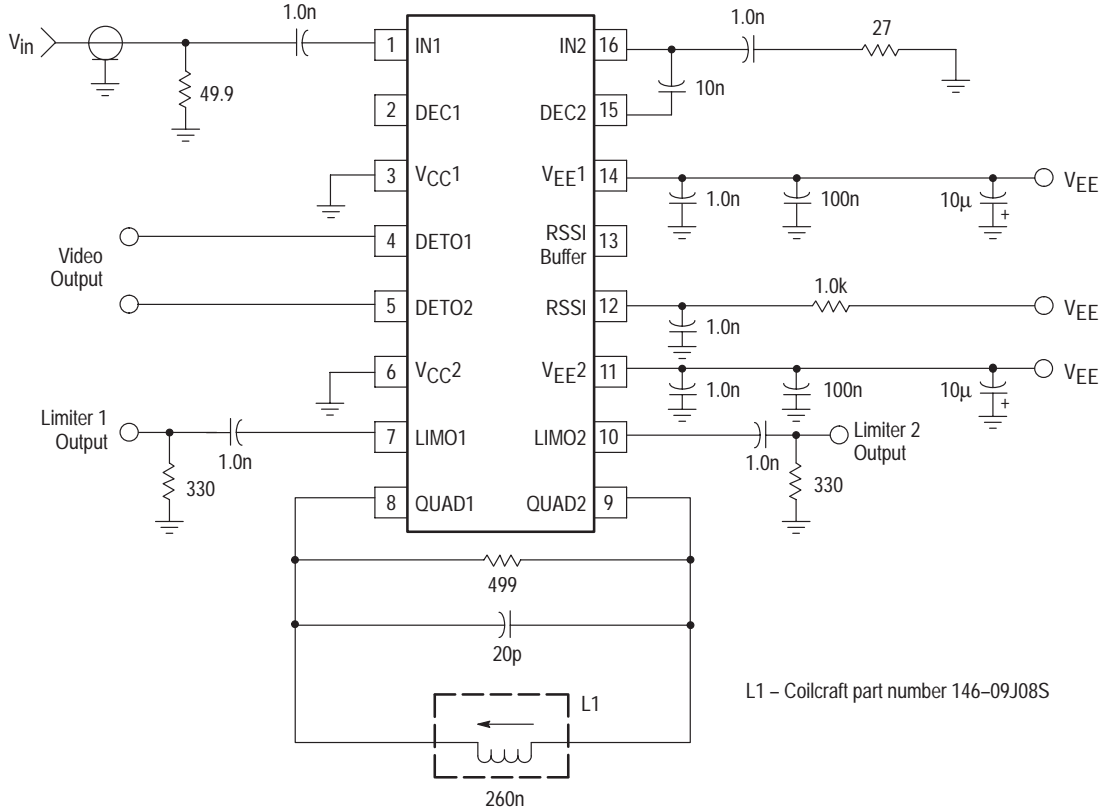 1.0n
1.0n
27
Vin
1 IN1
IN2 16
49.9
10n
2 DEC1
DEC2 15
3 VCC1
VEE1 14
VEE
1.0n
100n
10μ
+
4 DETO1
RSSI
Buffer
13
Video
Output
5 DETO2
RSSI 12
1.0k
VEE
1.0n
6 VCC2
VEE2 11
VEE
1.0n
100n
10μ
+
Limiter 1
Output
7 LIMO1
LIMO2 10
Limiter 2
Output
1.0n
1.0n
330
330
8 QUAD1
QUAD2 9
499
20p
L1
L1 – Coilcraft part number 146–09J08S
260n